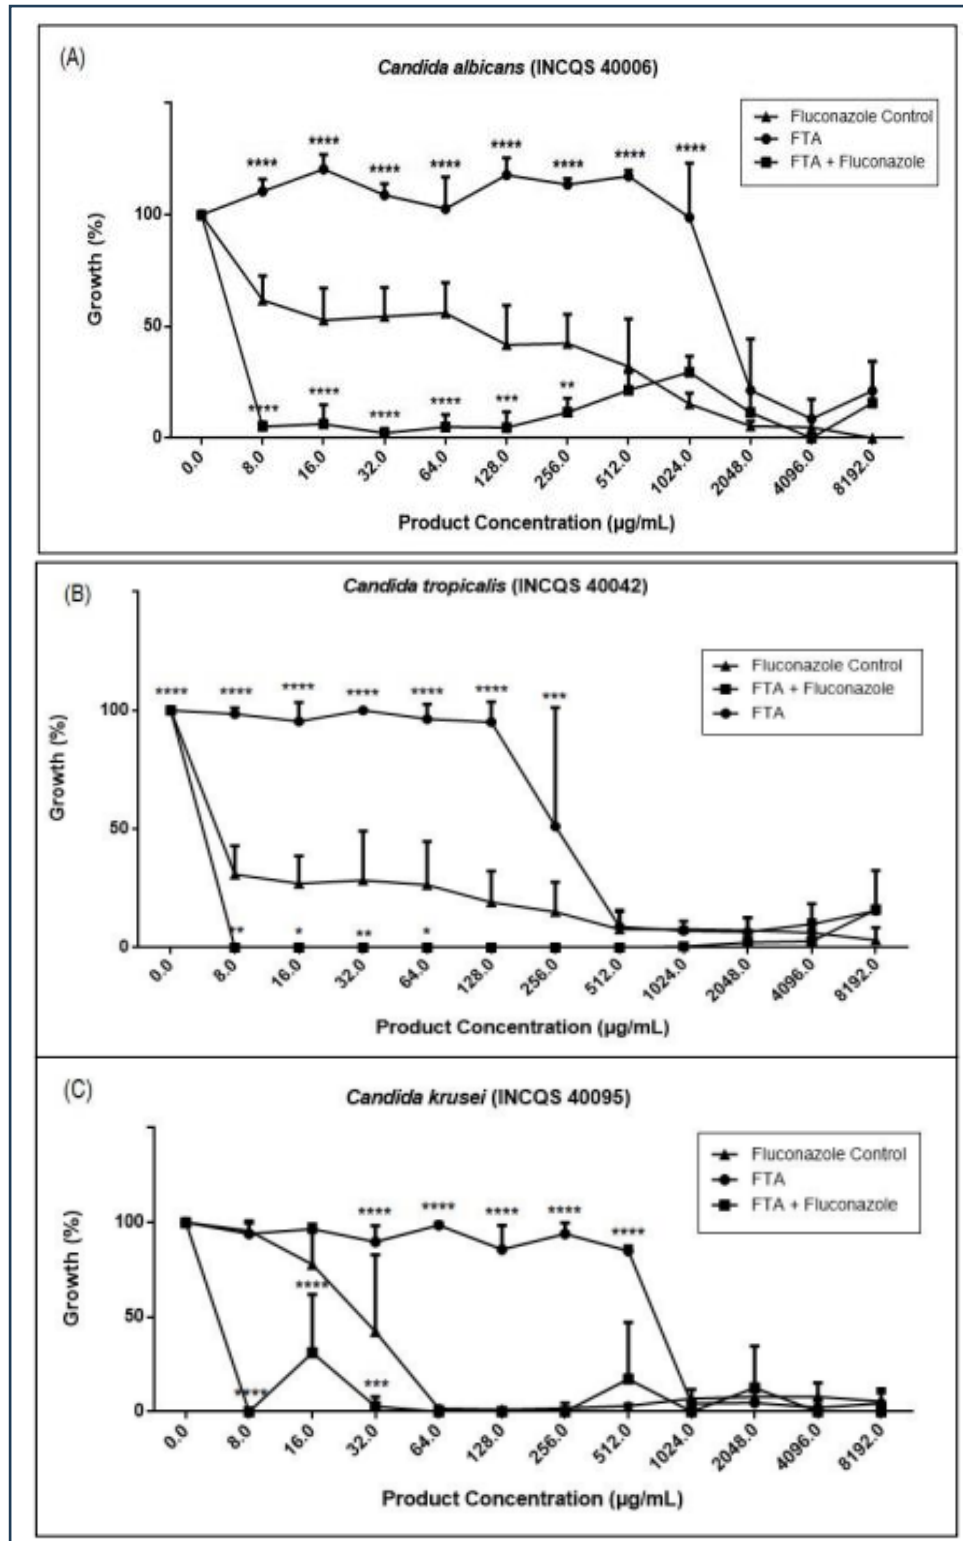 (A)
Candida albicans (INCQS 40006)
Fluconazole Control
FTA
FTA + Fluconazole
**** **** **** **** **** **** **** ****
100
50
0
**** **** **** **** *** **
Growth (%)
0.0 8.0 16.0 32.0 64.0 128.0 256.0 512.0 1024.0 2048.0 4096.0 8192.0
Product Concentration (µg/mL)
(B)
Candida tropicalis (INCQS 40042)
Fluconazole Control
FTA + Fluconazole
FTA
**** **** **** **** **** **** ***
100
50
0
** * ** *
Growth (%)
0.0 8.0 16.0 32.0 64.0 128.0 256.0 512.0 1024.0 2048.0 4096.0 8192.0
Product Concentration (µg/mL)
(C)
Candida krusei (INCQS 40095)
Fluconazole Control
FTA
FTA + Fluconazole
**** **** **** **** ****
100
50
0
**** **** ***
Growth (%)
0.0 8.0 16.0 32.0 64.0 128.0 256.0 512.0 1024.0 2048.0 4096.0 8192.0
Product Concentration (µg/mL)